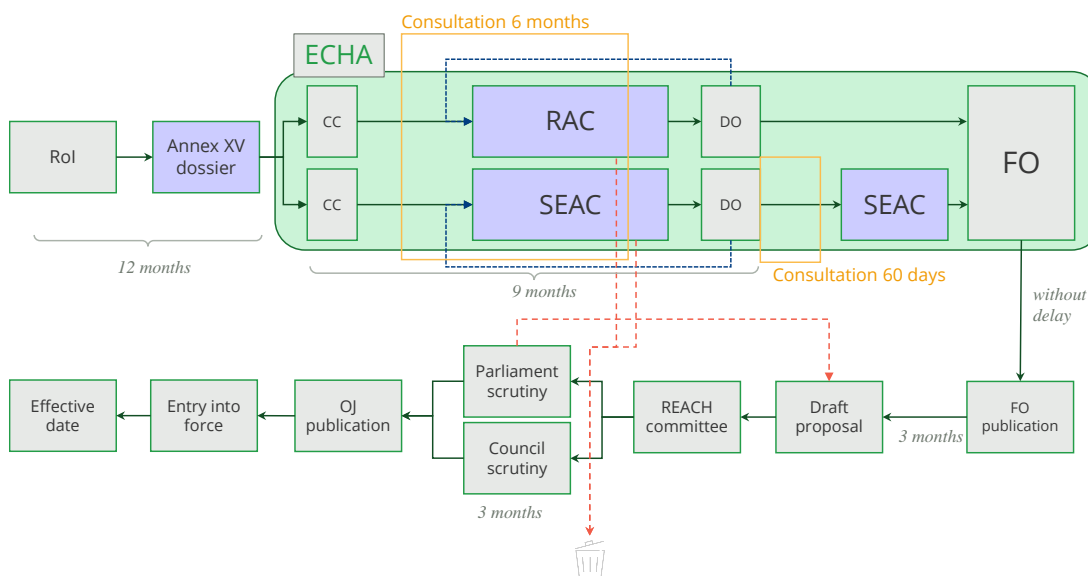 Consultation 6 months
ECHA
CC
RAC
DO
RoI
Annex XV
dossier
FO
CC
SEAC
DO
SEAC
12 months
9 months
Consultation 60 days
without
delay
Parliament
scrutiny
Effective
date
Entry into
force
OJ
publication
REACH
committee
Draft
proposal
FO
publication
3 months
Council
scrutiny
3 months